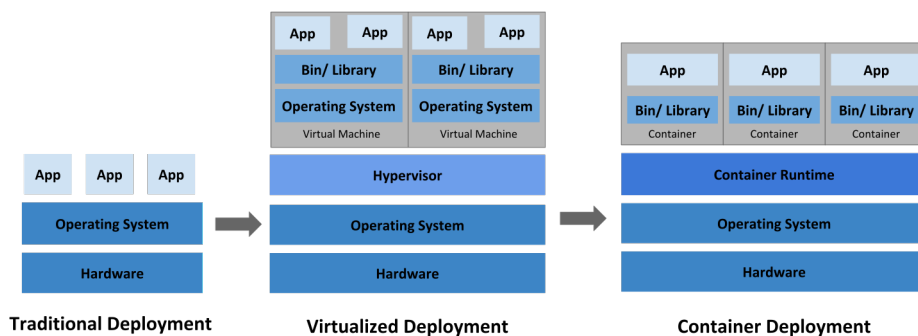 App App App
Operating System
Hardware
Traditional Deployment
App App App App
Bin/ Library Bin/ Library
Operating System Operating System
Virtual Machine Virtual Machine
Hypervisor
Operating System
Hardware
Virtualized Deployment
App App App
Bin/ Library Bin/ Library Bin/ Library
Container Container Container
Container Runtime
Operating System
Hardware
Container Deployment